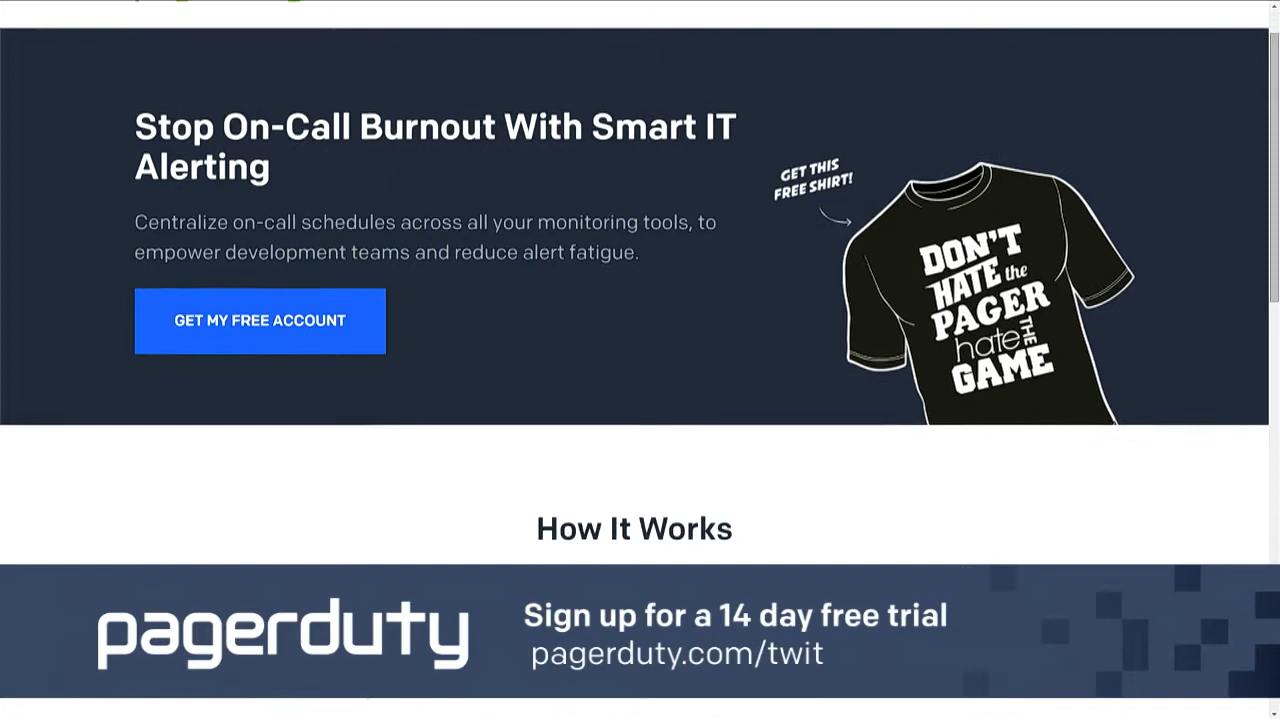 Stop On-Call Burnout With Smart IT
Alerting
Centralize on-call schedules across all your monitoring tools, to
empower development teams and reduce alert fatigue.
GET MY FREE ACCOUNT
GET THIS
FREE SHIRT!
DON'T
HATE the
PAGER
hate THE
GAME
How It Works
pagerduty
Sign up for a 14 day free trial
pagerduty.com/twit